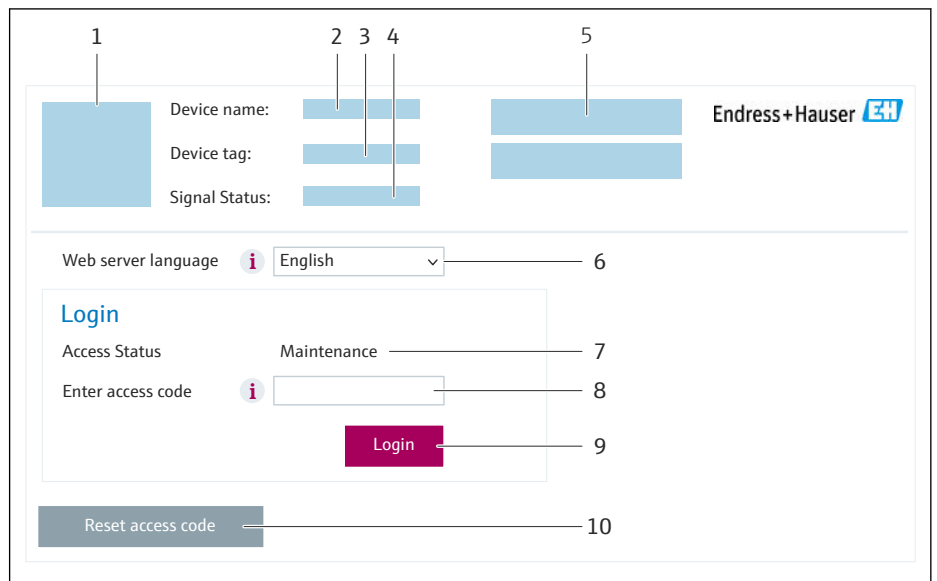 1 2 3 4 5
Device name:
Endress+Hauser EH
Device tag:
Signal Status:
Web server language i English 6
Login
Access Status Maintenance 7
Enter access code i 8
Login 9
Reset access code 10